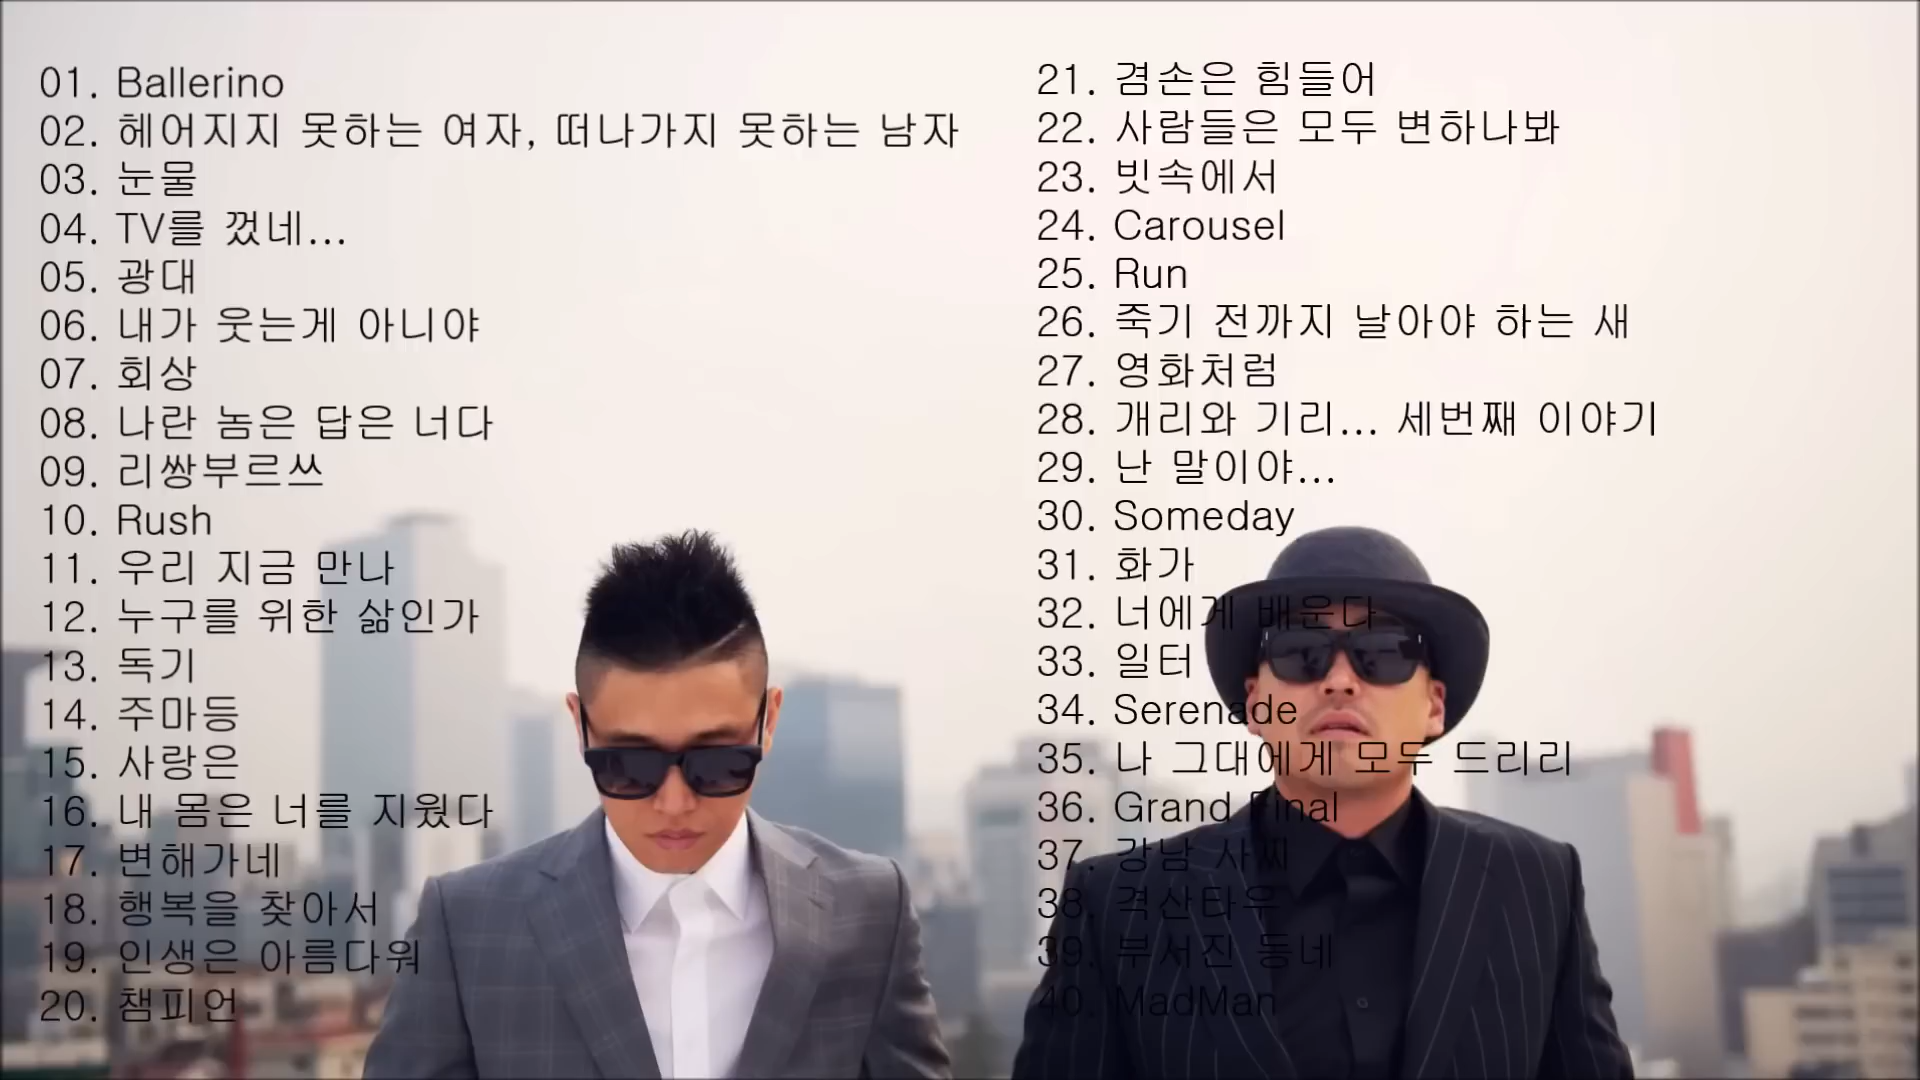 01. Ballerino
02. 헤어지지 못하는 여자, 떠나가지 못하는 남자
03. 눈물
04. TV를 껐네...
05. 광대
06. 내가 웃는게 아니야
07. 회상
08. 나란 놈은 답은 너다
09. 리쌍부르쓰
10. Rush
11. 우리 지금 만나
12. 누구를 위한 삶인가
13. 독기
14. 주마등
15. 사랑은
16. 내 몸은 너를 지웠다
17. 변해가네
18. 행복을 찾아서
19. 인생은 아름다워
20. 챔피언
21. 겸손은 힘들어
22. 사람들은 모두 변하나봐
23. 빗속에서
24. Carousel
25. Run
26. 죽기 전까지 날아야 하는 새
27. 영화처럼
28. 개리와 기리... 세번째 이야기
29. 난 말이야...
30. Someday
31. 화가
32. 너에게 배운다
33. 일터
34. Serenade
35. 나 그대에게 모두 드리리
36. Grand Final
37. 강남 사찌
38. 격산타우
39. 부서진 동네
40. MadMan